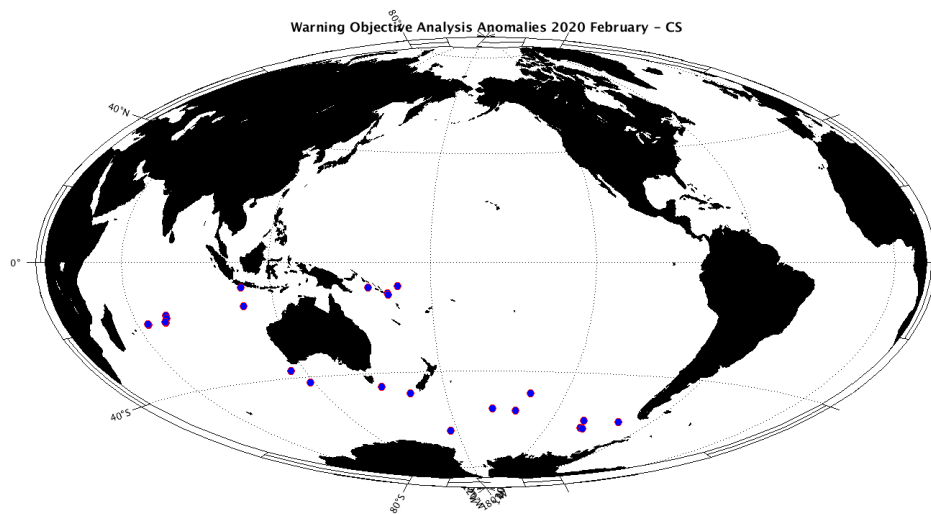 80°N
Warning Objective Analysis Anomalies 2020 February – CS
40°N
0°
40°S
80°S